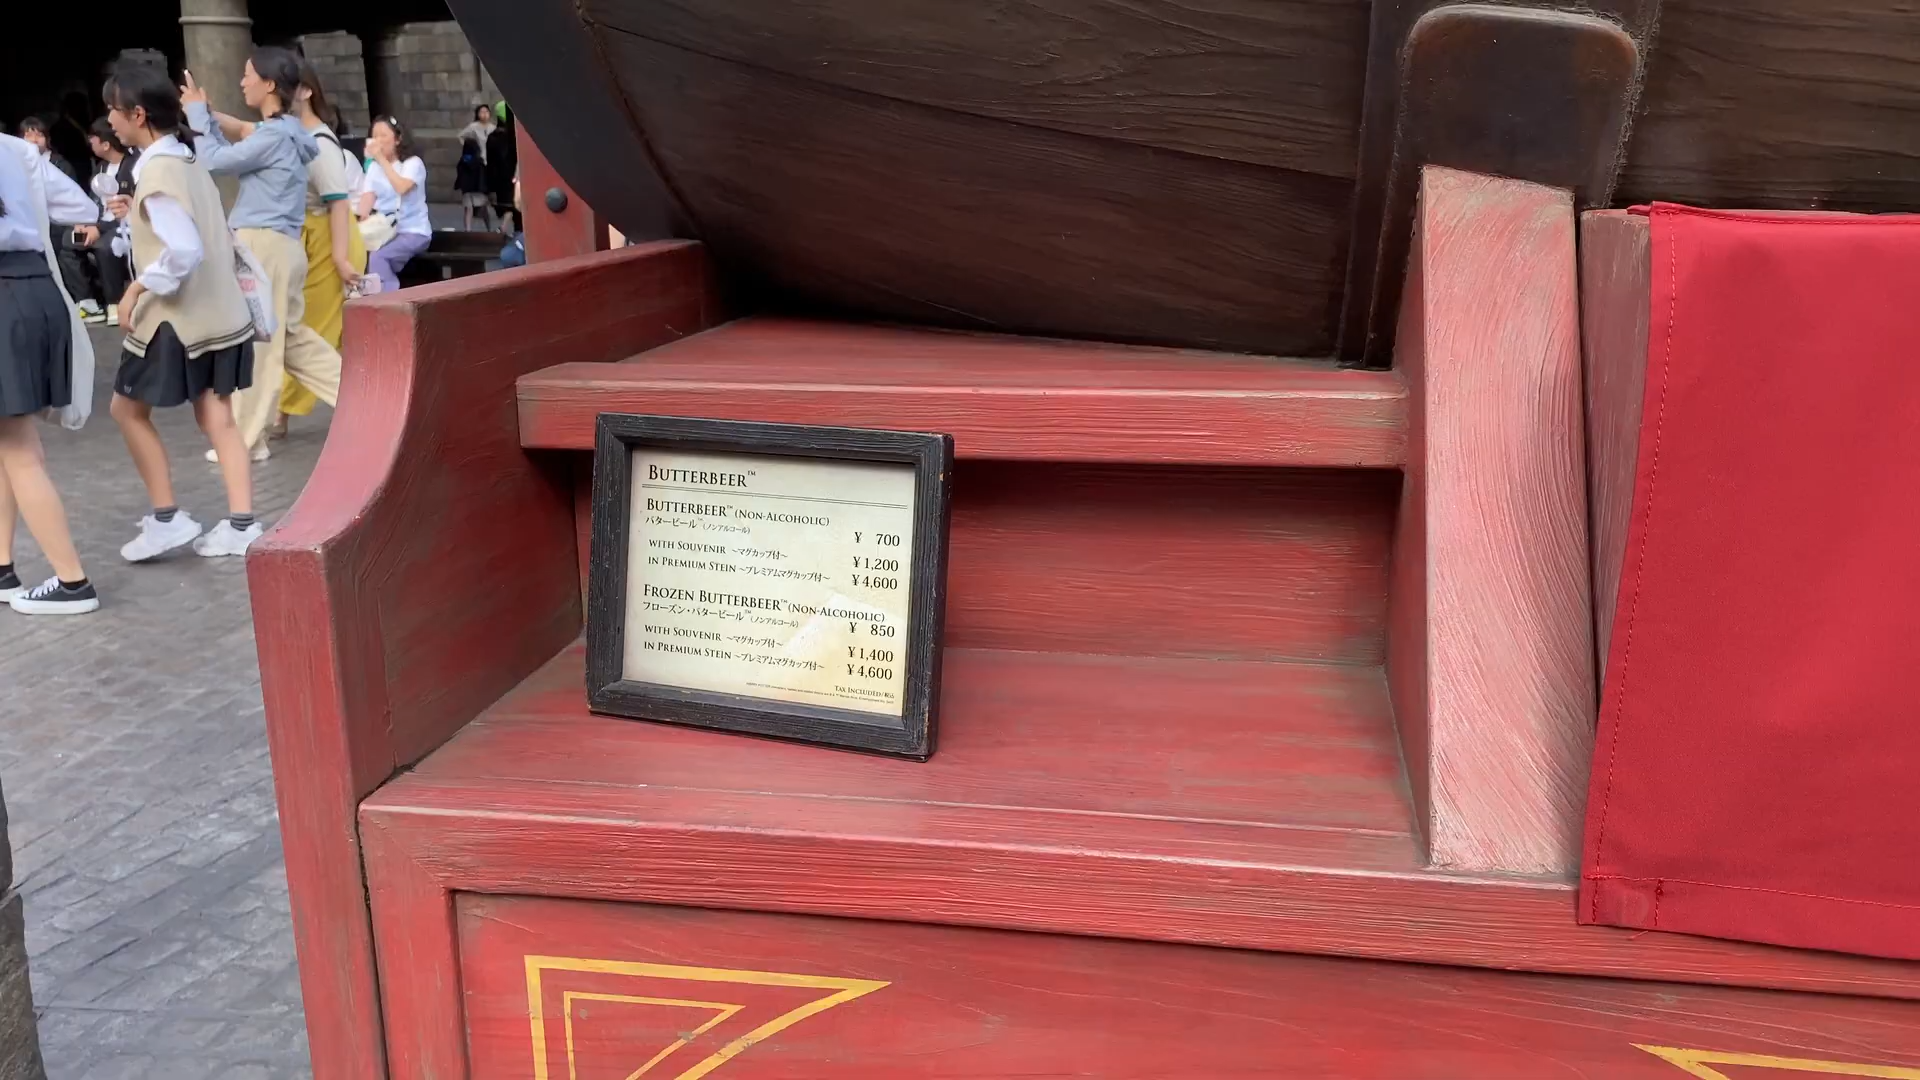 BUTTERBEER™
BUTTERBEER™ (NON-ALCOHOLIC)
バタービール™ (ノンアルコール)
¥ 700
WITH SOUVENIR ~マグカップ付~ ¥1,200
IN PREMIUM STEIN ~プレミアムマグカップ付~ ¥4,600
FROZEN BUTTERBEER™ (NON-ALCOHOLIC)
フローズン・バタービール™ (ノンアルコール)
¥ 850
WITH SOUVENIR ~マグカップ付~ ¥1,400
IN PREMIUM STEIN ~プレミアムマグカップ付~ ¥4,600
TAX INCLUDED/税込